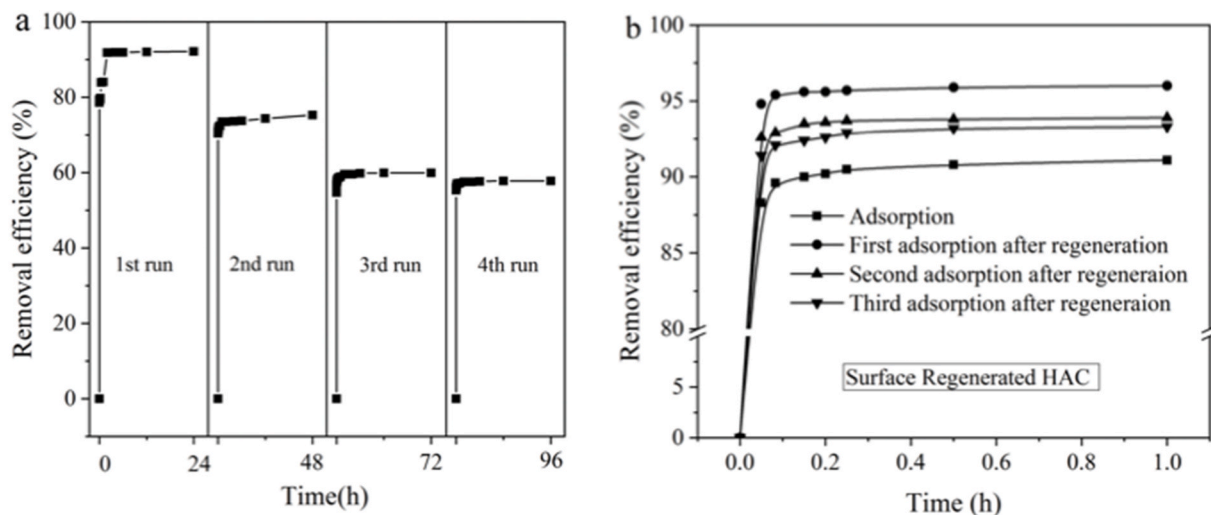 a
Removal efficiency (%)
100
80
60
40
20
0
1st run
2nd run
3rd run
4th run
0
24
48
72
96
Time(h)
b
Removal efficiency (%)
100
95
90
85
80
5
0
Adsorption
First adsorption after regeneration
Second adsorption after regeneraion
Third adsorption after regeneraion
Surface Regenerated HAC
0.0
0.2
0.4
0.6
0.8
1.0
Time (h)